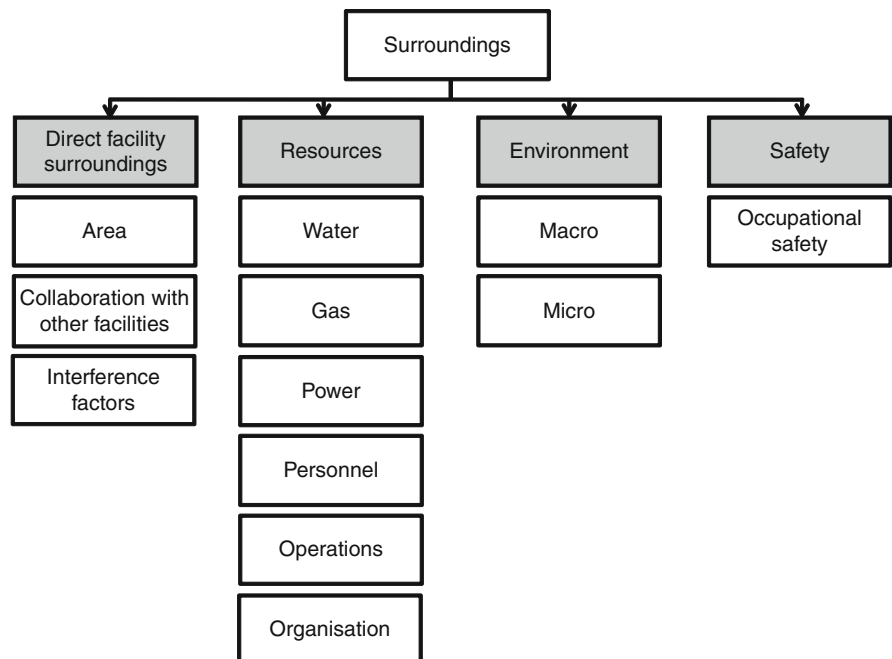 Surroundings
Direct facility
surroundings
Resources
Environment
Safety
Area
Water
Macro
Occupational
safety
Collaboration with
other facilities
Gas
Micro
Interference
factors
Power
Personnel
Operations
Organisation